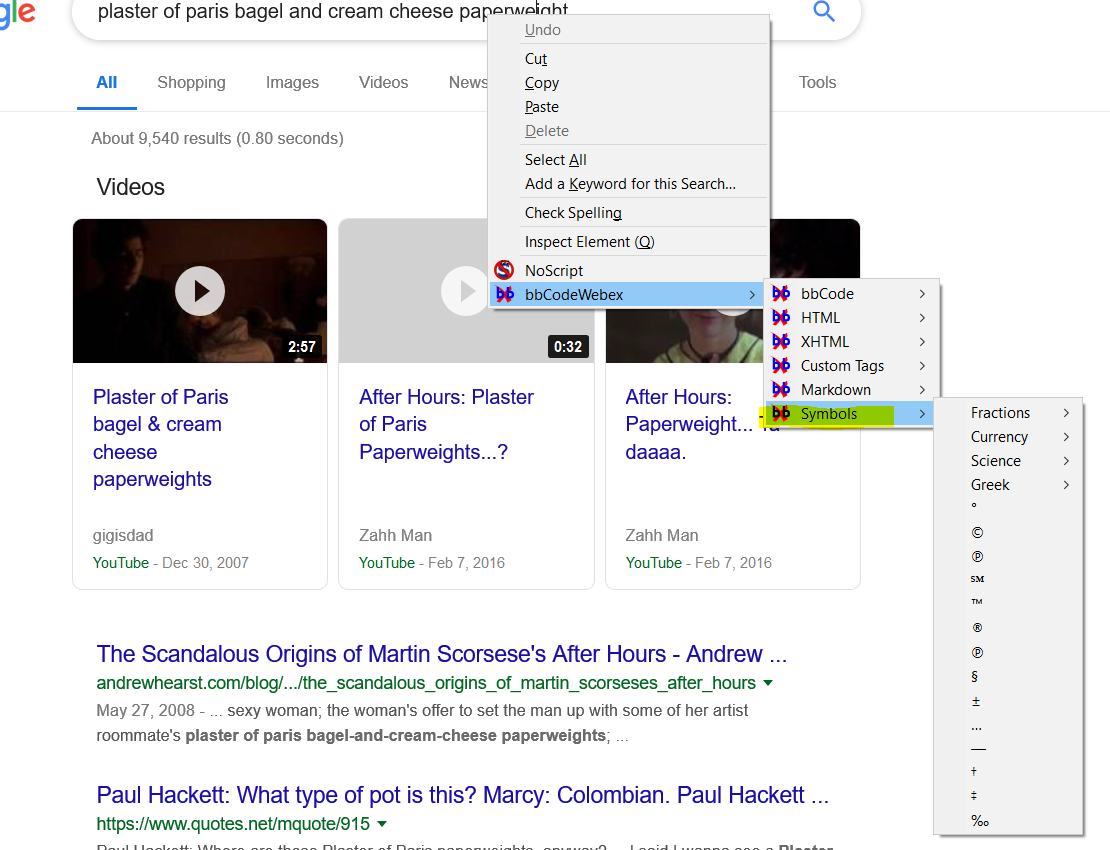 gle
plaster of paris bagel and cream cheese paperweight
All Shopping Images Videos News Tools
About 9,540 results (0.80 seconds)
Videos
2:57
0:32
Plaster of Paris
bagel & cream
cheese
paperweights
gigisdad
YouTube - Dec 30, 2007
After Hours: Plaster
of Paris
Paperweights...?
Zahh Man
YouTube - Feb 7, 2016
After Hours:
Paperweight...
daaaa.
Zahh Man
YouTube - Feb 7, 2016
The Scandalous Origins of Martin Scorsese's After Hours - Andrew ...
andrewhearst.com/blog/.../the_scandalous_origins_of_martin_scorseses_after_hours
May 27, 2008 - ... sexy woman; the woman's offer to set the man up with some of her artist
roommate's plaster of paris bagel-and-cream-cheese paperweights; ...
Paul Hackett: What type of pot is this? Marcy: Colombian. Paul Hackett ...
https://www.quotes.net/mquote/915
Undo
Cut
Copy
Paste
Delete
Select All
Add a Keyword for this Search...
Check Spelling
Inspect Element (Q)
NoScript
bb bbCodeWebex
bb bbCode
bb HTML
bb XHTML
bb Custom Tags
bb Markdown
bb Symbols
Fractions
Currency
Science
Greek
°
©
℗
℠
™
®
℗
§
±
…
—
†
‡
‰